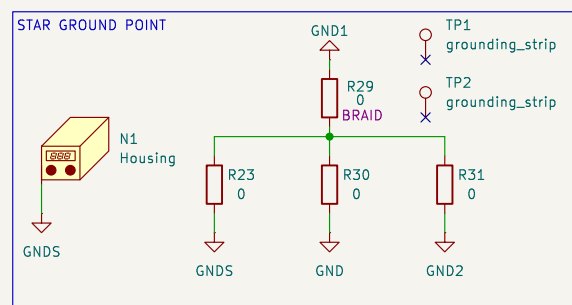 STAR GROUND POINT
GND1
TP1
grounding_strip
R29
0
BRAID
TP2
grounding_strip
N1
Housing
R23
0
R30
0
R31
0
GNDS
GNDS
GND
GND2